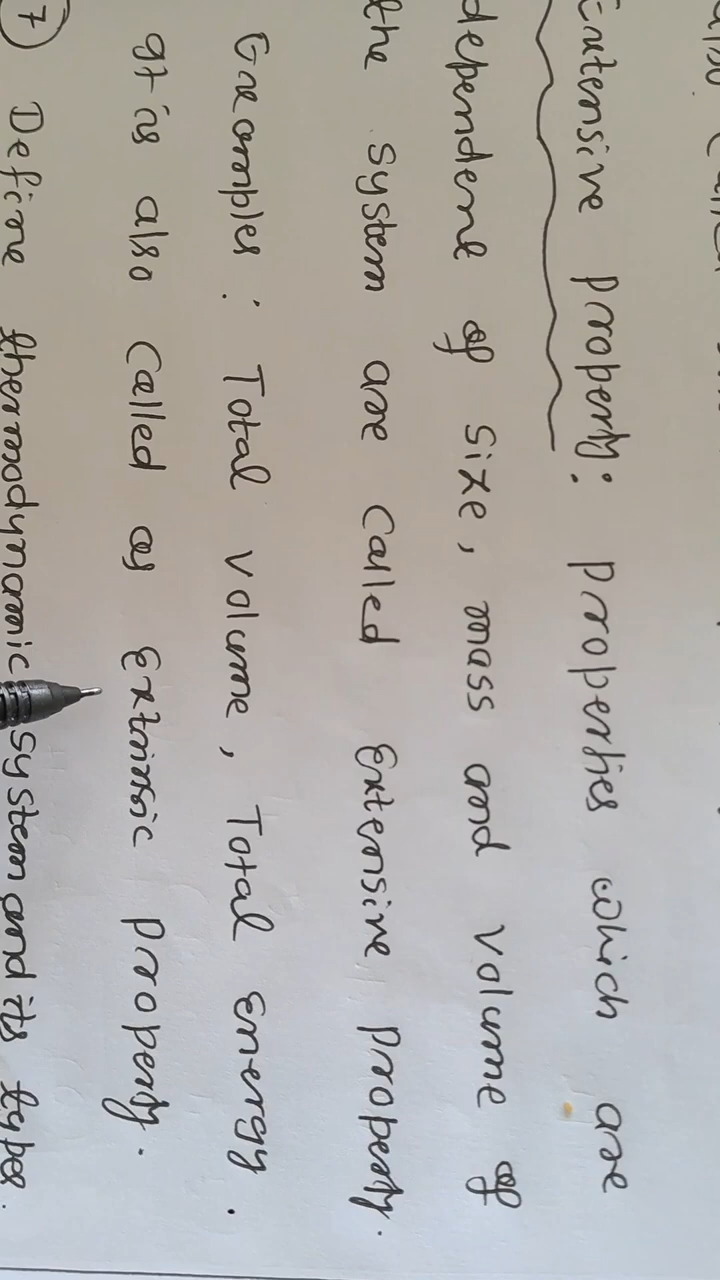 Extensive property: properties which are
dependent of size, mass and volume of
the system are called extensive property.
Examples: Total volume, Total energy.
It is also called as extrinsic property.
7 Define thermodynamic system and its types.